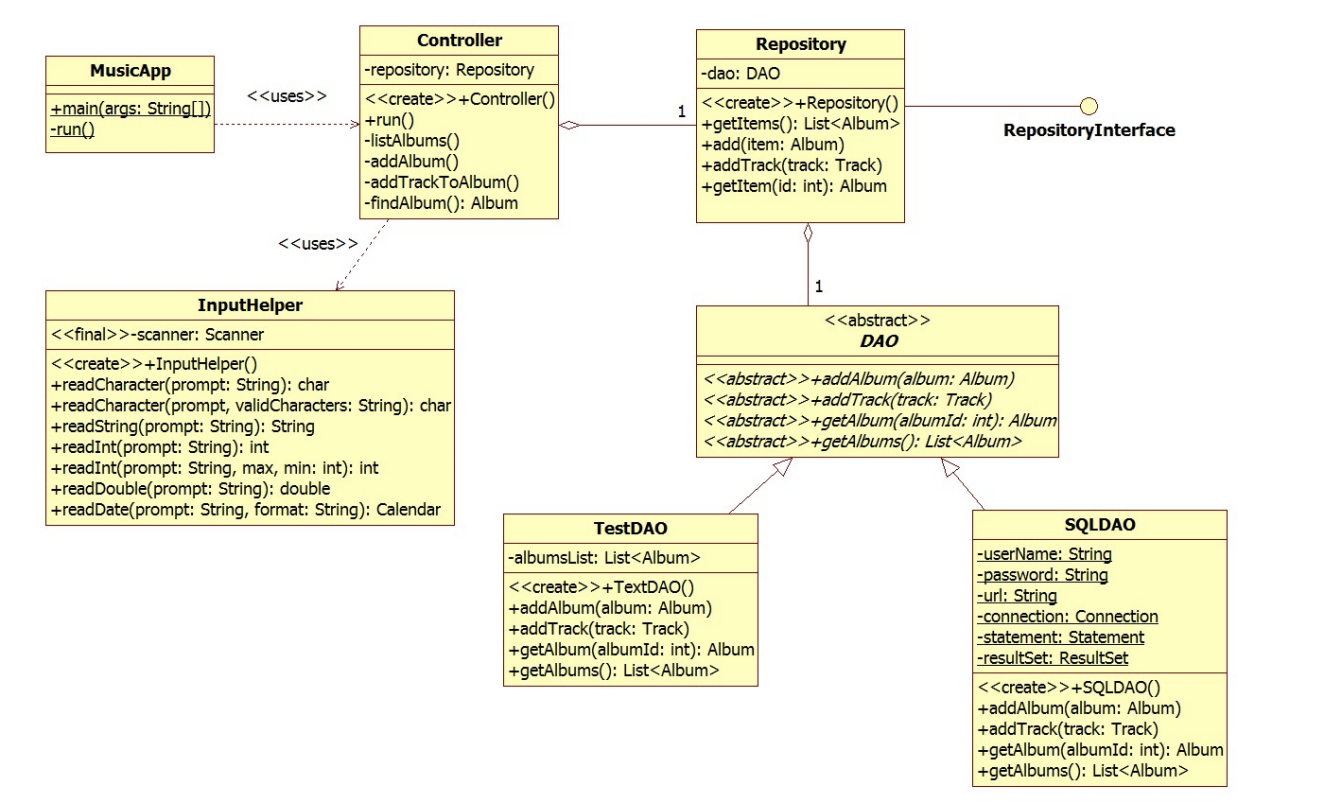 MusicApp
+main(args: String[])
-run()
<<uses>>
Controller
-repository: Repository
<<create>>+Controller()
+run()
-listAlbums()
-addAlbum()
-addTrackToAlbum()
-findAlbum(): Album
1
Repository
-dao: DAO
<<create>>+Repository()
+getItems(): List<Album>
+add(item: Album)
+addTrack(track: Track)
+getItem(id: int): Album
RepositoryInterface
<<uses>>
1
InputHelper
<<final>>-scanner: Scanner
<<create>>+InputHelper()
+readCharacter(prompt: String): char
+readCharacter(prompt, validCharacters: String): char
+readString(prompt: String): String
+readInt(prompt: String): int
+readInt(prompt: String, max, min: int): int
+readDouble(prompt: String): double
+readDate(prompt: String, format: String): Calendar
<<abstract>>
DAO
<<abstract>>+addAlbum(album: Album)
<<abstract>>+addTrack(track: Track)
<<abstract>>+getAlbum(albumId: int): Album
<<abstract>>+getAlbums(): List<Album>
TestDAO
-albumsList: List<Album>
<<create>>+TextDAO()
+addAlbum(album: Album)
+addTrack(track: Track)
+getAlbum(albumId: int): Album
+getAlbums(): List<Album>
SQLDAO
-userName: String
-password: String
-url: String
-connection: Connection
-statement: Statement
-resultSet: ResultSet
<<create>>+SQLDAO()
+addAlbum(album: Album)
+addTrack(track: Track)
+getAlbum(albumId: int): Album
+getAlbums(): List<Album>